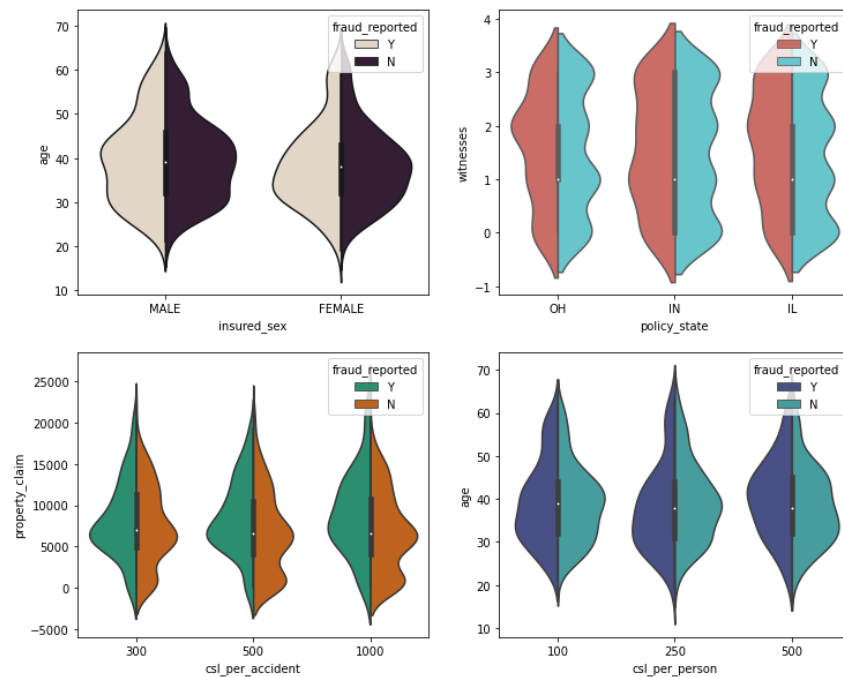 fraud_reported
Y
N
70
60
50
40
30
20
10
age
MALE
FEMALE
insured_sex
fraud_reported
Y
N
4
3
2
1
0
−1
witnesses
OH
IN
IL
policy_state
fraud_reported
Y
N
25000
20000
15000
10000
5000
0
−5000
property_claim
300
500
1000
csl_per_accident
fraud_reported
Y
N
70
60
50
40
30
20
10
age
100
250
500
csl_per_person